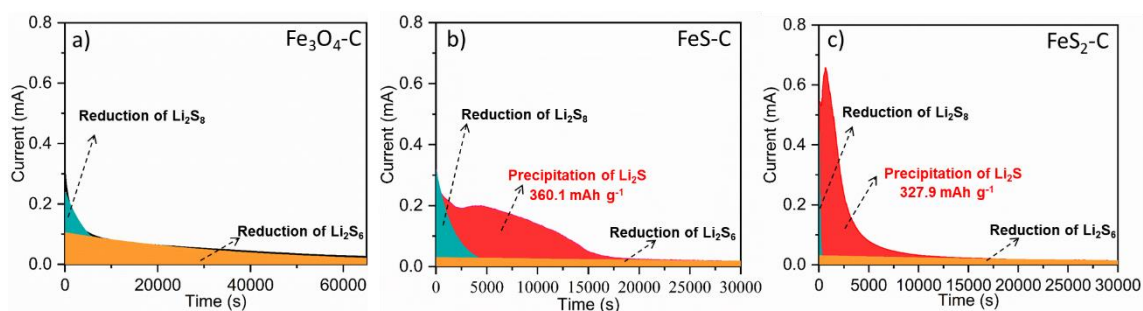 a)
Fe₃O₄-C
Current (mA)
0.8
0.6
0.4
0.2
0.0
Reduction of Li₂S₈
Reduction of Li₂S₆
0
20000
40000
60000
Time (s)
b)
FeS-C
Current (mA)
0.8
0.6
0.4
0.2
0.0
Reduction of Li₂S₈
Precipitation of Li₂S
360.1 mAh g⁻¹
Reduction of Li₂S₆
0
5000
10000
15000
20000
25000
30000
Time (s)
c)
FeS₂-C
Current (mA)
0.8
0.6
0.4
0.2
0.0
Reduction of Li₂S₈
Precipitation of Li₂S
327.9 mAh g⁻¹
Reduction of Li₂S₆
0
5000
10000
15000
20000
25000
30000
Time (s)